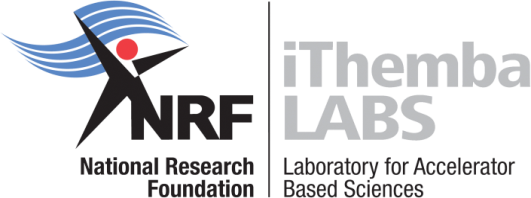 NRF
National Research
Foundation
iThemba
LABS
Laboratory for Accelerator
Based Sciences